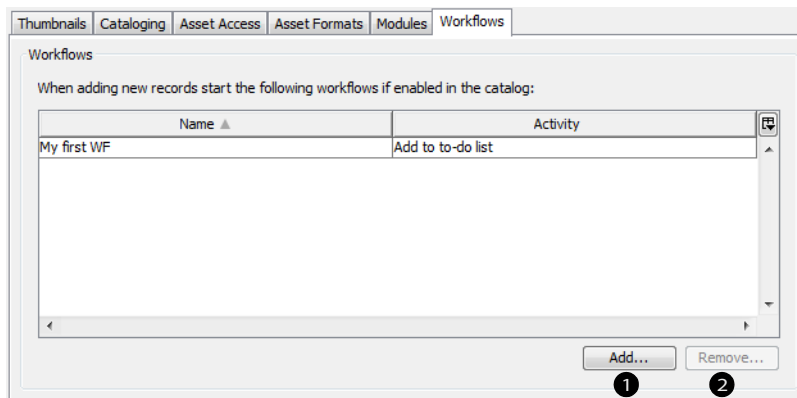 Thumbnails Cataloging Asset Access Asset Formats Modules Workflows
Workflows
When adding new records start the following workflows if enabled in the catalog:
Name Activity
My first WF Add to to-do list
Add... Remove...
1 2